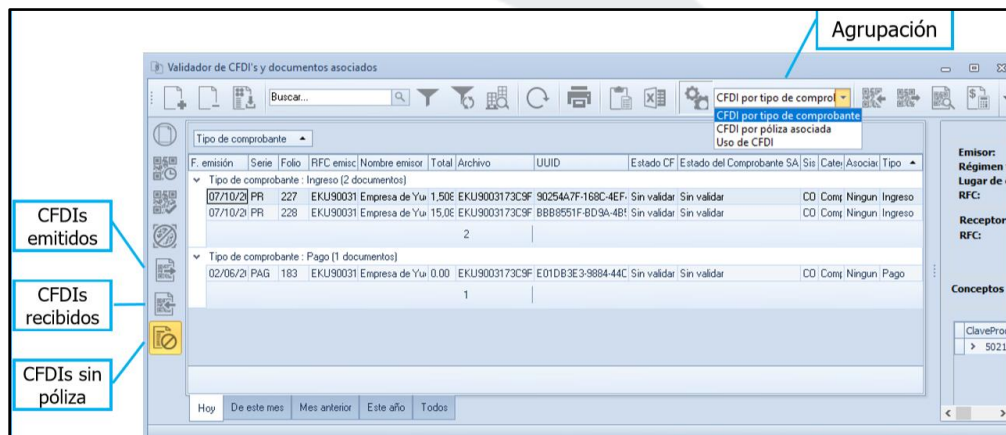 Agrupación
Validador de CFDI's y documentos asociados
Buscar...
CFDI por tipo de comprol
CFDI por tipo de comprobante
CFDI por póliza asociada
Uso de CFDI
Tipo de comprobante
F. emisión Serie Folio RFC emisc Nombre emisor Total Archivo UUID Estado CF Estado del Comprobante SA Sis Cate Asociac Tipo
Tipo de comprobante : Ingreso (2 documentos)
07/10/2 PR 227 EKU90031 Empresa de Yu 1,508 EKU9003173C9F 90254A7F-168C-4EF- Sin validar Sin validar CO Comp Ningun Ingreso
07/10/2 PR 228 EKU90031 Empresa de Yu 15,08 EKU9003173C9F BBB8551F-BD9A-4B Sin validar Sin validar CO Comp Ningun Ingreso
2
Tipo de comprobante : Pago (1 documentos)
02/06/2 PAG 183 EKU90031 Empresa de Yu 0.00 EKU9003173C9F E01DB3E3-9884-44C Sin validar Sin validar CO Comp Ningun Pago
1
Hoy De este mes Mes anterior Este año Todos
CFDIs
emitidos
CFDIs
recibidos
CFDIs sin
póliza
Emisor:
Régimen
Lugar de
RFC:
Receptor
RFC:
Conceptos
ClavePro
5021